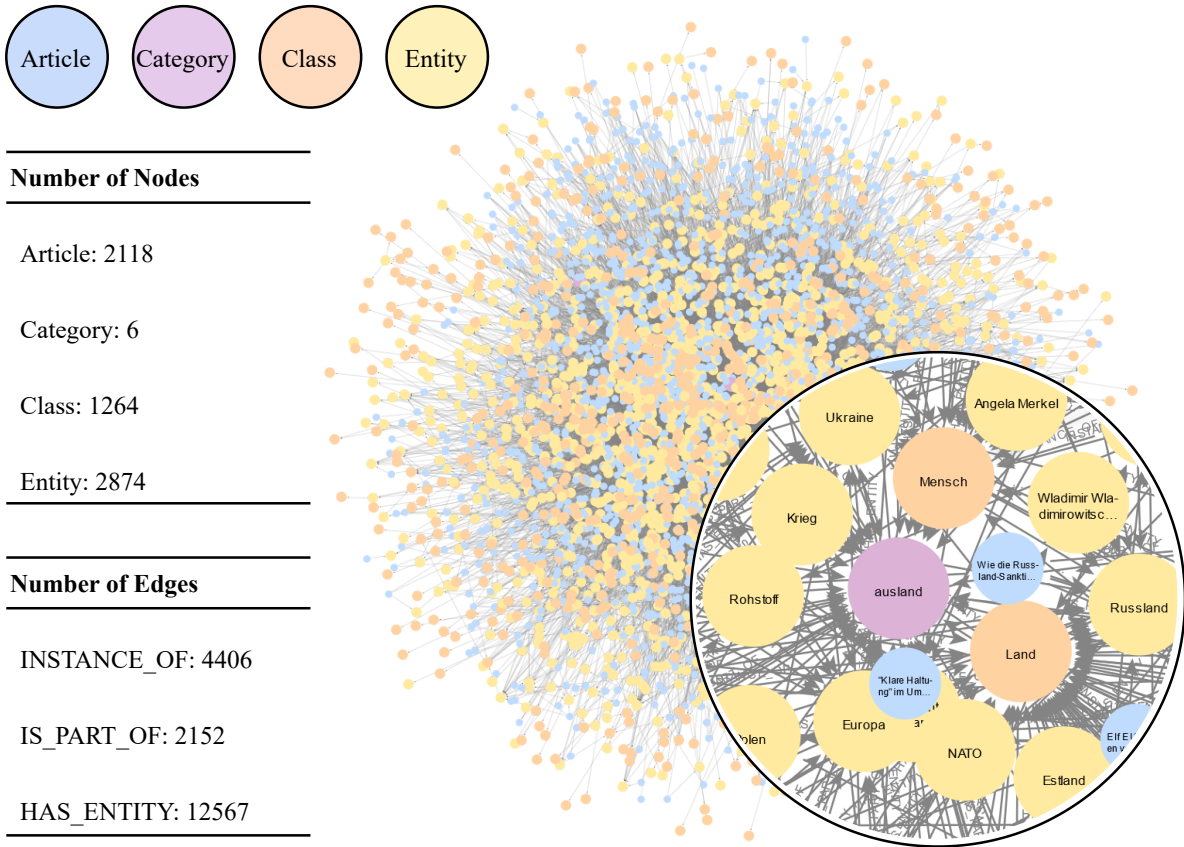 Article
Category
Class
Entity
Number of Nodes
Article: 2118
Category: 6
Class: 1264
Entity: 2874
Number of Edges
INSTANCE_OF: 4406
IS_PART_OF: 2152
HAS_ENTITY: 12567
Ukraine
Angela Merkel
Mensch
Wladimir Wla-
dimirowitsc...
Krieg
Wie die Russ-
land-Sankti...
Rohstoff
ausland
Russland
Land
"Klare Haltu-
ng" im Um...
Europa
NATO
Estland